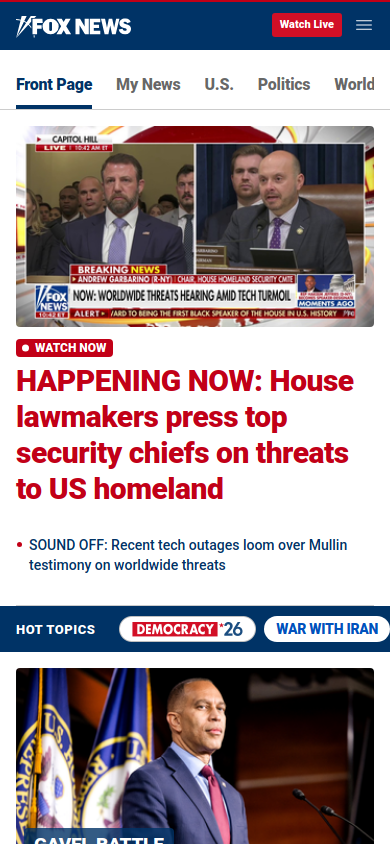 FOX NEWS
Watch Live
Front Page
My News
U.S.
Politics
World
CAPITOL HILL
LIVE 10:42 AM ET
BREAKING NEWS
ANDREW GARBARINO (R-NY) | CHAIR, HOUSE HOMELAND SECURITY CMTE
NOW: WORLDWIDE THREATS HEARING AMID TECH TURMOIL
MOMENTS AGO
FOX NEWS
10:42 ET
ALERT
ARD TO BEING THE FIRST BLACK SPEAKER OF THE HOUSE IN U.S. HISTORY
WATCH NOW
HAPPENING NOW: House
lawmakers press top
security chiefs on threats
to US homeland
SOUND OFF: Recent tech outages loom over Mullin
testimony on worldwide threats
HOT TOPICS
DEMOCRACY '26
WAR WITH IRAN
GAVEL BATTLE